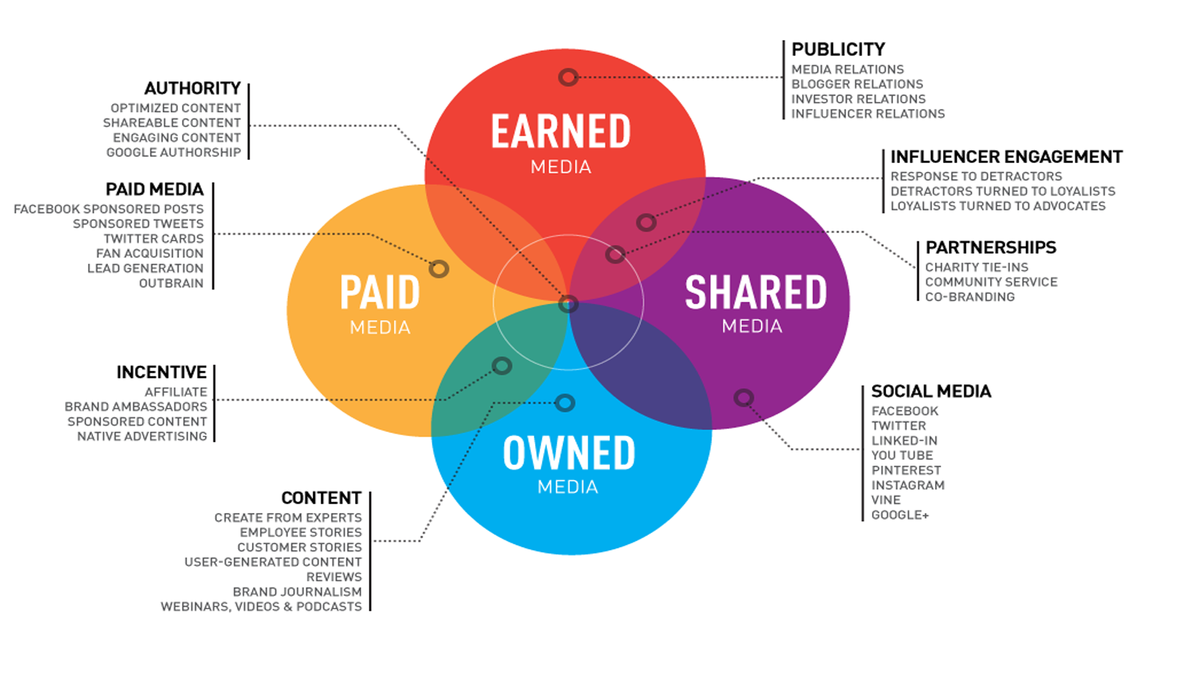 PUBLICITY
MEDIA RELATIONS
BLOGGER RELATIONS
INVESTOR RELATIONS
INFLUENCER RELATIONS
AUTHORITY
OPTIMIZED CONTENT
SHAREABLE CONTENT
ENGAGING CONTENT
GOOGLE AUTHORSHIP
EARNED
MEDIA
INFLUENCER ENGAGEMENT
RESPONSE TO DETRACTORS
DETRACTORS TURNED TO LOYALISTS
LOYALISTS TURNED TO ADVOCATES
PAID MEDIA
FACEBOOK SPONSORED POSTS
SPONSORED TWEETS
TWITTER CARDS
FAN ACQUISITION
LEAD GENERATION
OUTBRAIN
PARTNERSHIPS
CHARITY TIE-INS
COMMUNITY SERVICE
CO-BRANDING
PAID
MEDIA
SHARED
MEDIA
INCENTIVE
AFFILIATE
BRAND AMBASSADORS
SPONSORED CONTENT
NATIVE ADVERTISING
SOCIAL MEDIA
FACEBOOK
TWITTER
LINKED-IN
YOU TUBE
PINTEREST
INSTAGRAM
VINE
GOOGLE+
OWNED
MEDIA
CONTENT
CREATE FROM EXPERTS
EMPLOYEE STORIES
CUSTOMER STORIES
USER-GENERATED CONTENT
REVIEWS
BRAND JOURNALISM
WEBINARS, VIDEOS & PODCASTS